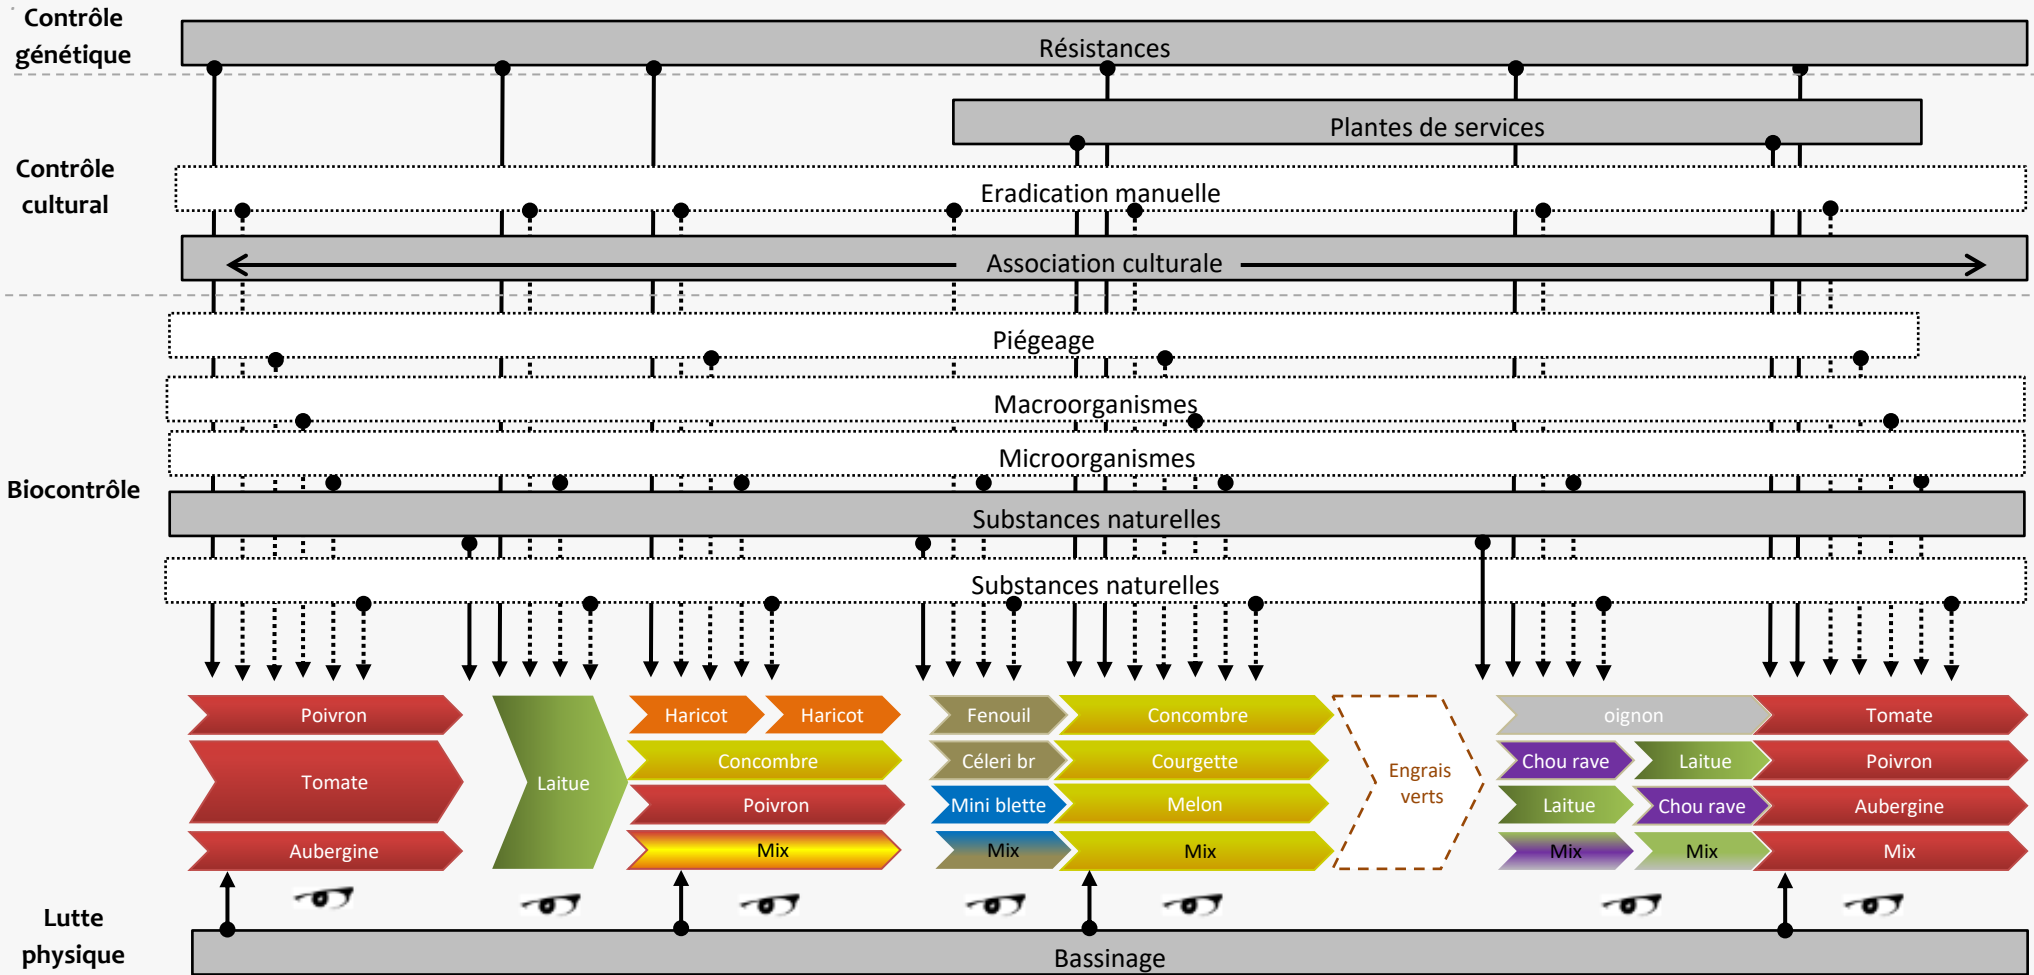 Contrôle
génétique
Résistances
Plantes de services
Contrôle
cultural
Eradication manuelle
Association culturale
Piégeage
Macroorganismes
Microorganismes
Biocontrôle
Substances naturelles
Substances naturelles
Poivron
Haricot
Haricot
Fenouil
Concombre
oignon
Tomate
Tomate
Laitue
Concombre
Céleri br
Courgette
Engrais
verts
Chou rave
Laitue
Poivron
Poivron
Mini blette
Melon
Laitue
Chou rave
Aubergine
Aubergine
Mix
Mix
Mix
Mix
Mix
Mix
Lutte
physique
Bassinage